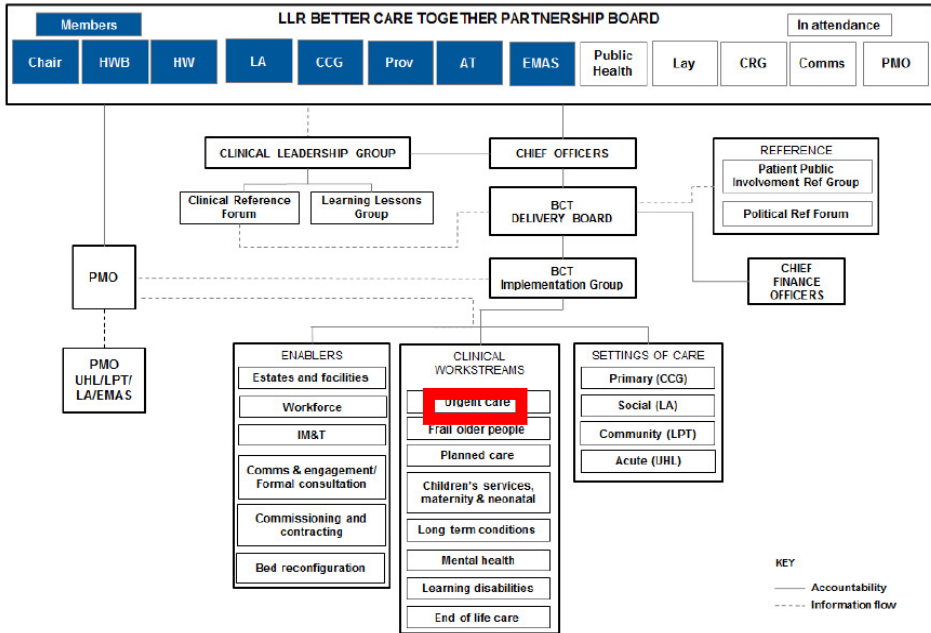 LLR BETTER CARE TOGETHER PARTNERSHIP BOARD
Members
In attendance
Chair
HWB
HW
LA
CCG
Prov
AT
EMAS
Public
Health
Lay
CRG
Comms
PMO
CLINICAL LEADERSHIP GROUP
CHIEF OFFICERS
REFERENCE
Patient Public
Involvement Ref Group
Political Ref Forum
Clinical Reference
Forum
Learning Lessons
Group
BCT
DELIVERY BOARD
PMO
BCT
Implementation Group
CHIEF
FINANCE
OFFICERS
PMO
UHL/LPT/
LA/EMAS
ENABLERS
Estates and facilities
Workforce
IM&T
Comms & engagement/
Formal consultation
Commissioning and
contracting
Bed reconfiguration
CLINICAL
WORKSTREAMS
Urgent care
Frail older people
Planned care
Children's services,
maternity & neonatal
Long term conditions
Mental health
Learning disabilities
End of life care
SETTINGS OF CARE
Primary (CCG)
Social (LA)
Community (LPT)
Acute (UHL)
KEY
Accountability
Information flow